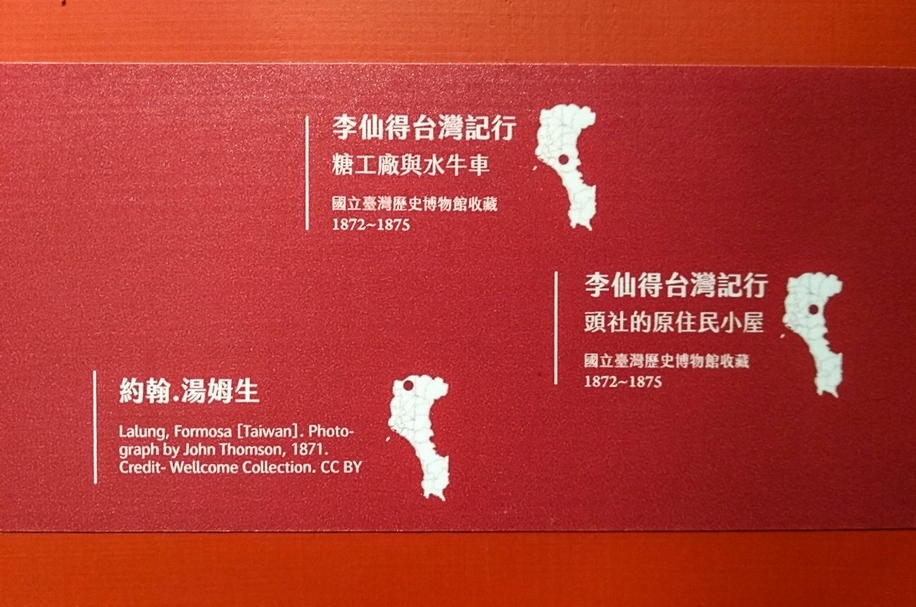 李仙得台灣記行
糖工廠與水牛車
國立臺灣歷史博物館收藏
1872~1875
李仙得台灣記行
頭社的原住民小屋
國立臺灣歷史博物館收藏
1872~1875
約翰.湯姆生
Lalung, Formosa [Taiwan]. Photo-
graph by John Thomson, 1871.
Credit- Wellcome Collection. CC BY